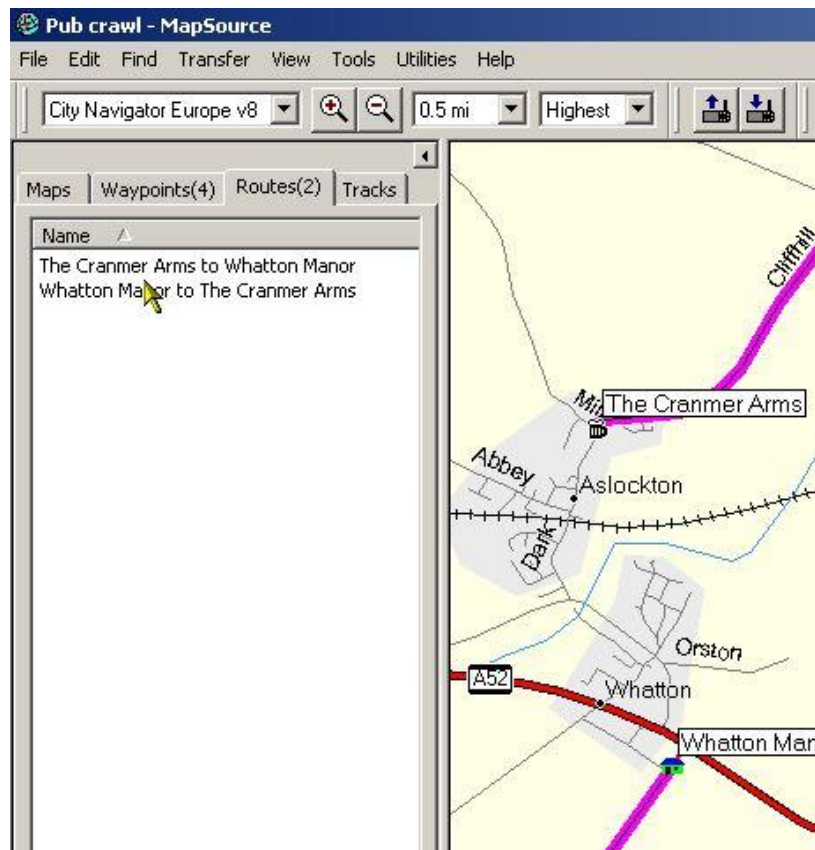 Pub crawl - MapSource
File Edit Find Transfer View Tools Utilities Help
City Navigator Europe v8 0.5 mi Highest
Maps Waypoints(4) Routes(2) Tracks
Name
The Cranmer Arms to Whatton Manor
Whatton Manor to The Cranmer Arms
Cliffhill
The Cranmer Arms
Abbey
Aslockton
Dark
Orston
A52
Whatton
Whatton Man